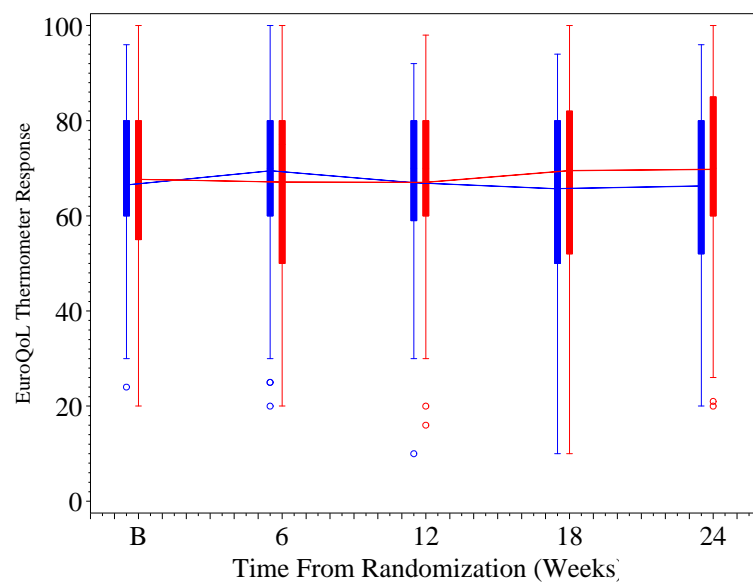 100
80
60
40
20
0
EuroQoL Thermometer Response
B 6 12 18 24
Time From Randomization (Weeks)